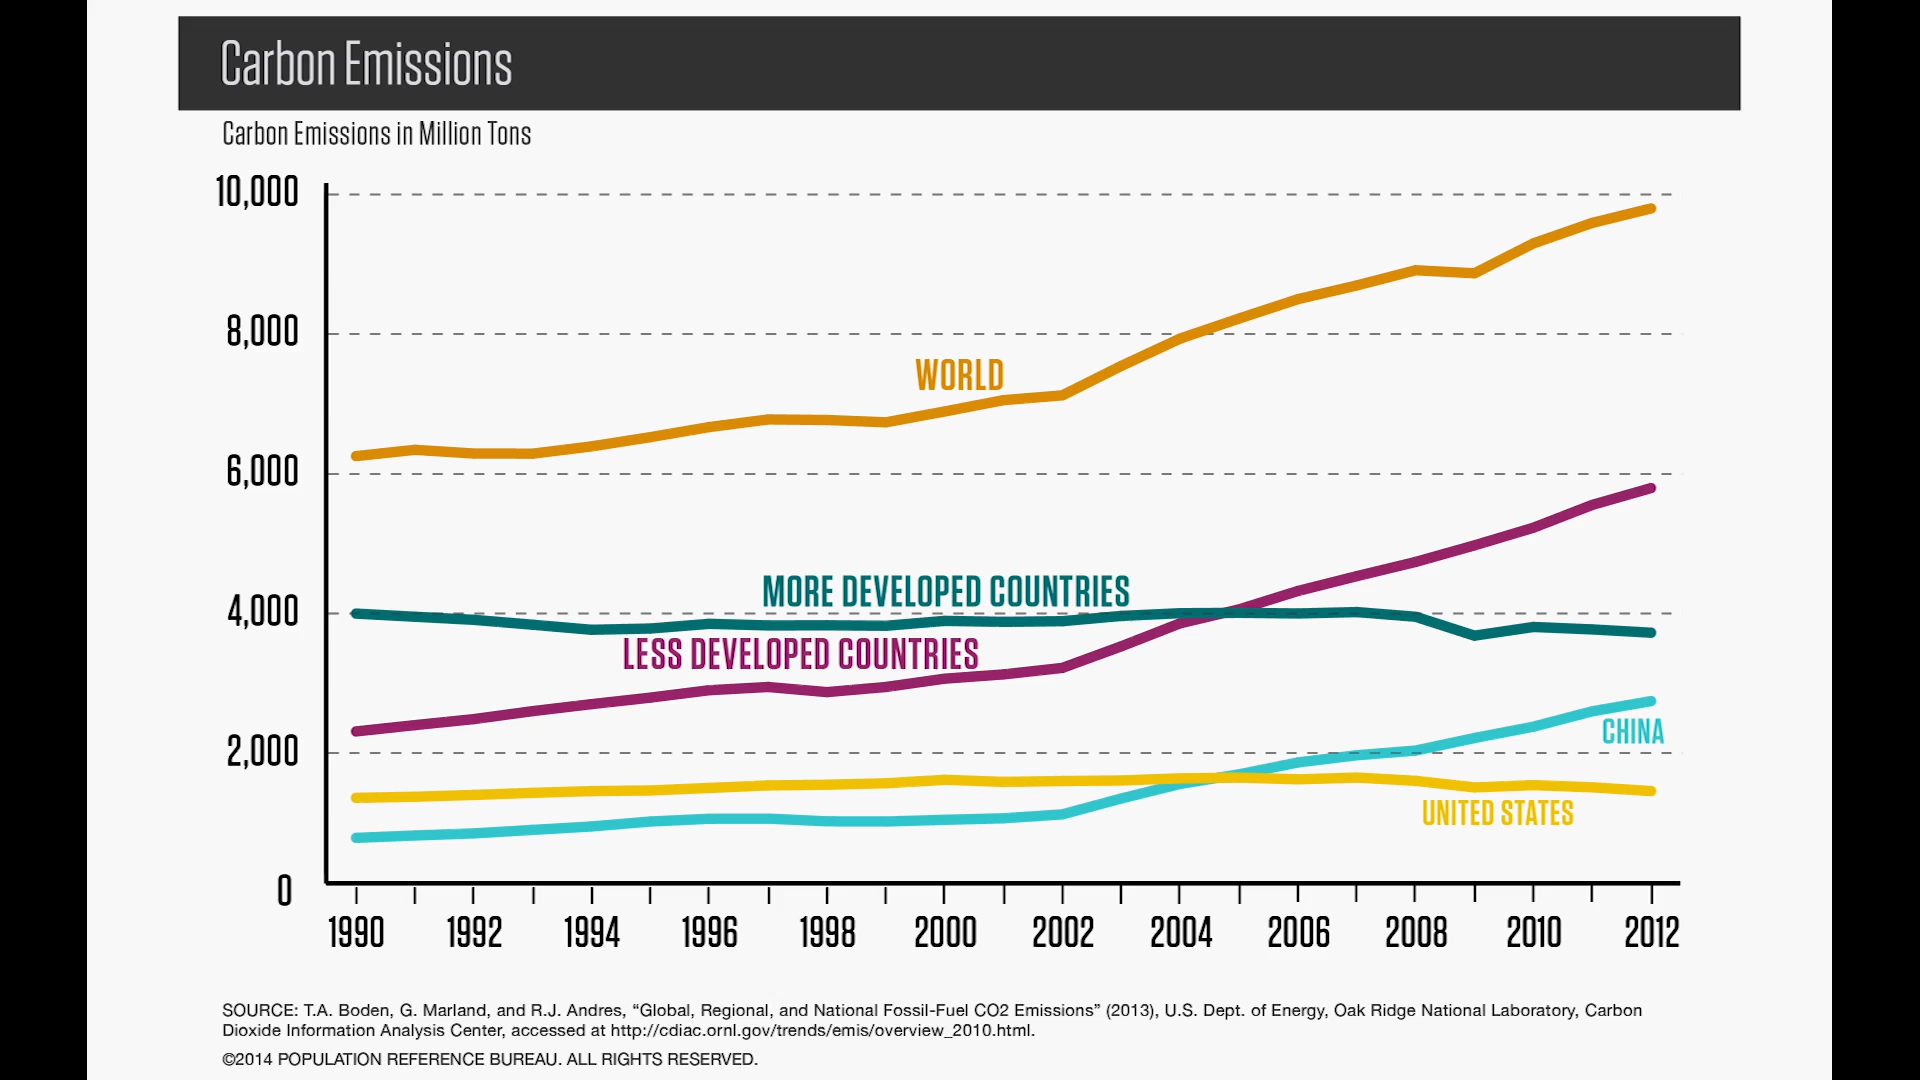 Carbon Emissions
Carbon Emissions in Million Tons
10,000
8,000
WORLD
6,000
MORE DEVELOPED COUNTRIES
4,000
LESS DEVELOPED COUNTRIES
CHINA
2,000
UNITED STATES
0
1990 1992 1994 1996 1998 2000 2002 2004 2006 2008 2010 2012
SOURCE: T.A. Boden, G. Marland, and R.J. Andres, “Global, Regional, and National Fossil-Fuel CO2 Emissions” (2013), U.S. Dept. of Energy, Oak Ridge National Laboratory, Carbon
Dioxide Information Analysis Center, accessed at http://cdiac.ornl.gov/trends/emis/overview_2010.html.
©2014 POPULATION REFERENCE BUREAU. ALL RIGHTS RESERVED.